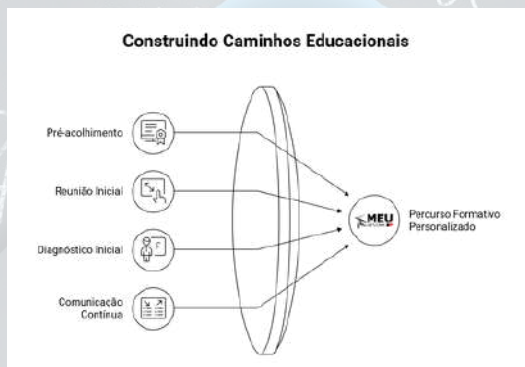 Construindo Caminhos Educacionais
Pré-acolhimento
Reunião Inicial
Diagnóstico Inicial
Comunicação
Contínua
MEU
Percurso Formativo
Personalizado